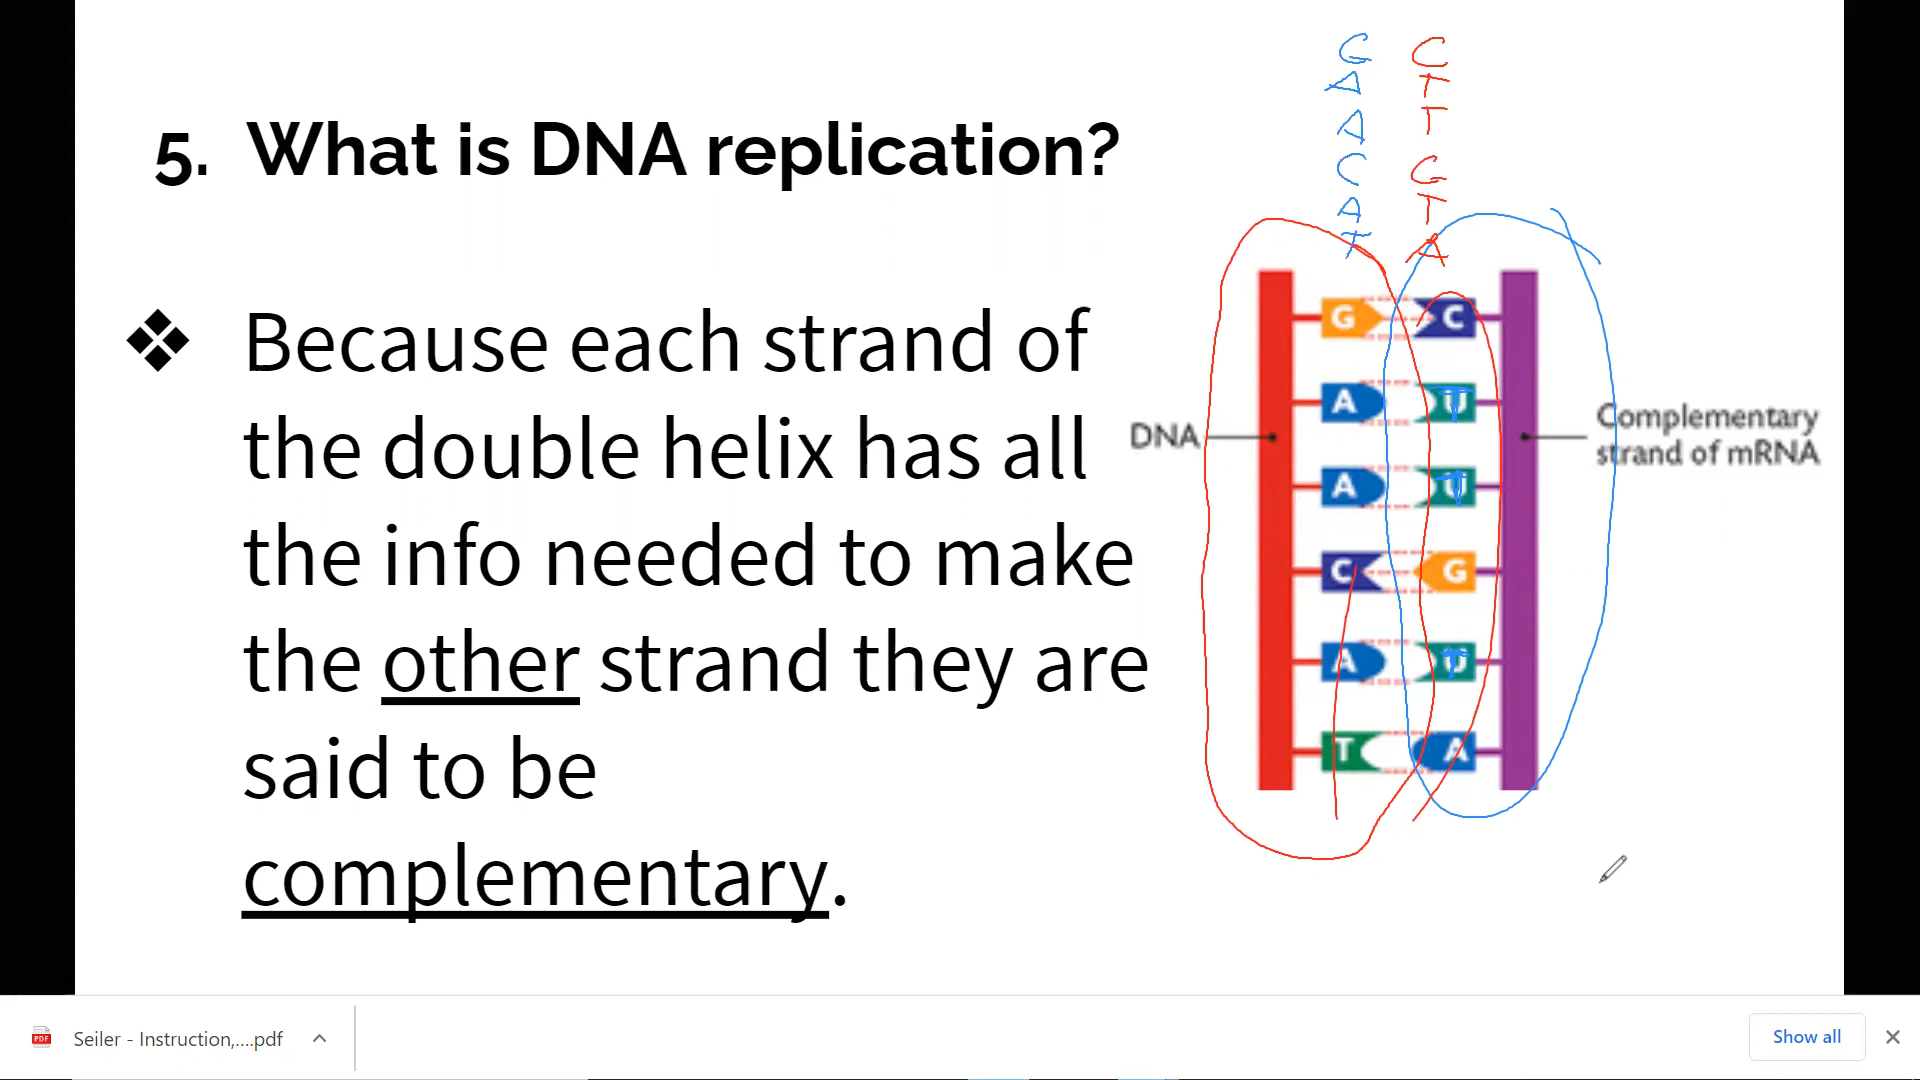 G C
A T
A T
C G
A T
T A
5. What is DNA replication?
❖ Because each strand of
the double helix has all
the info needed to make
the other strand they are
said to be
complementary.
G C
A U T
DNA
Complementary
strand of mRNA
A U T
C G
A U T
T A
PDF
Seiler - Instruction,....pdf
Show all